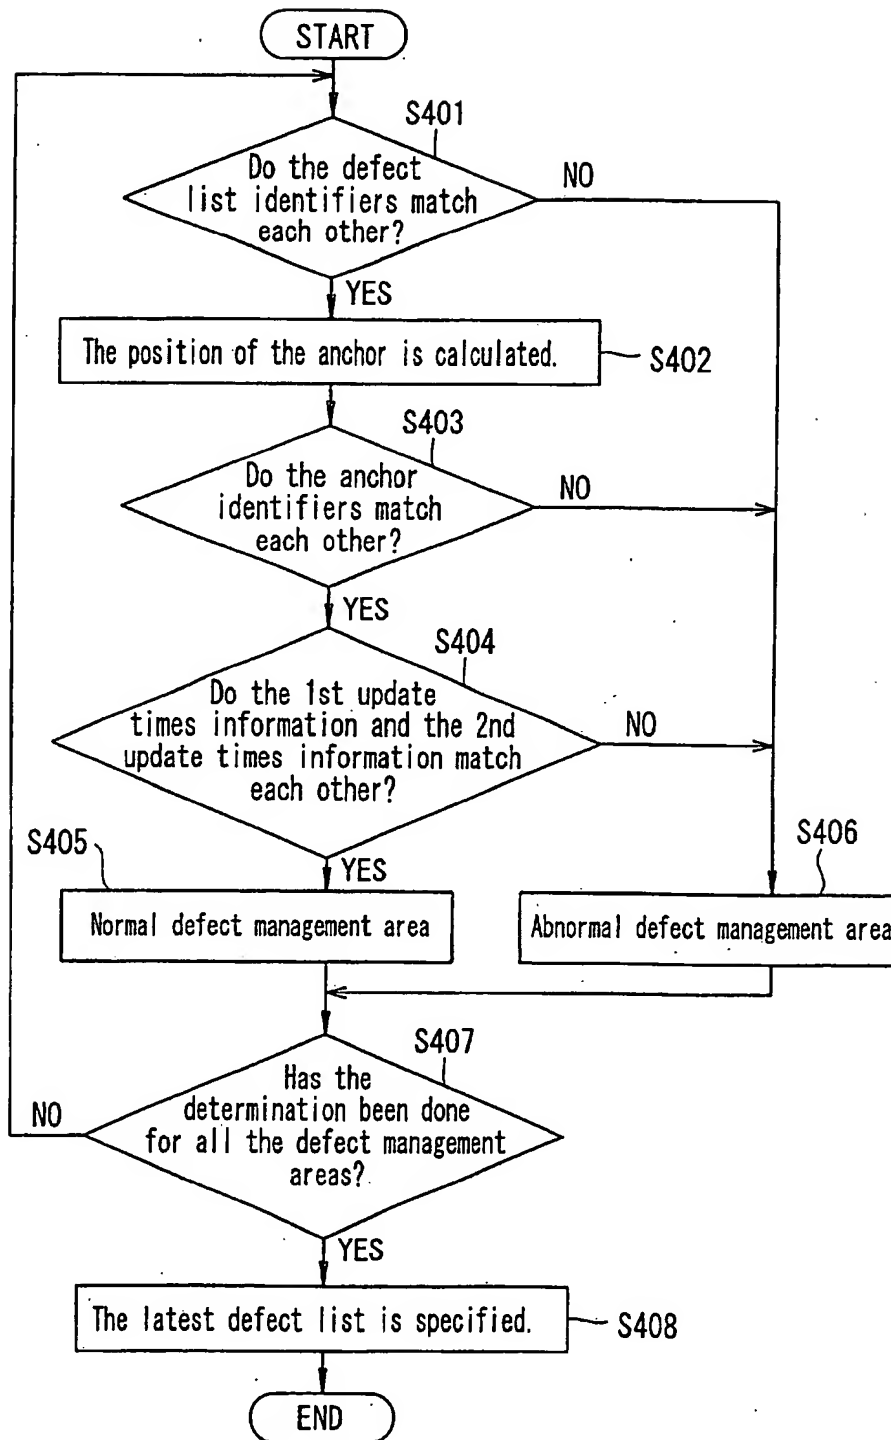 START
S401
Do the defect
list identifiers match
each other?
NO
YES
The position of the anchor is calculated.
S402
S403
Do the anchor
identifiers match
each other?
NO
YES
S404
Do the 1st update
times information and the 2nd
update times information match
each other?
NO
S405
YES
S406
Normal defect management area
Abnormal defect management area
S407
Has the
determination been done
for all the defect management
areas?
NO
YES
The latest defect list is specified.
S408
END